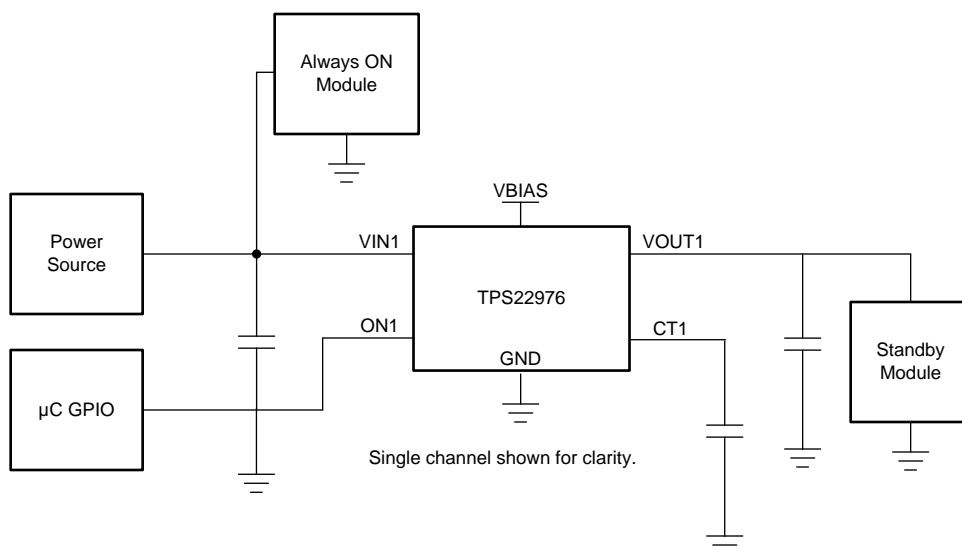 Always ON
Module
VBIAS
Power
Source
VIN1
VOUT1
TPS22976
ON1
CT1
GND
Standby
Module
µC GPIO
Single channel shown for clarity.